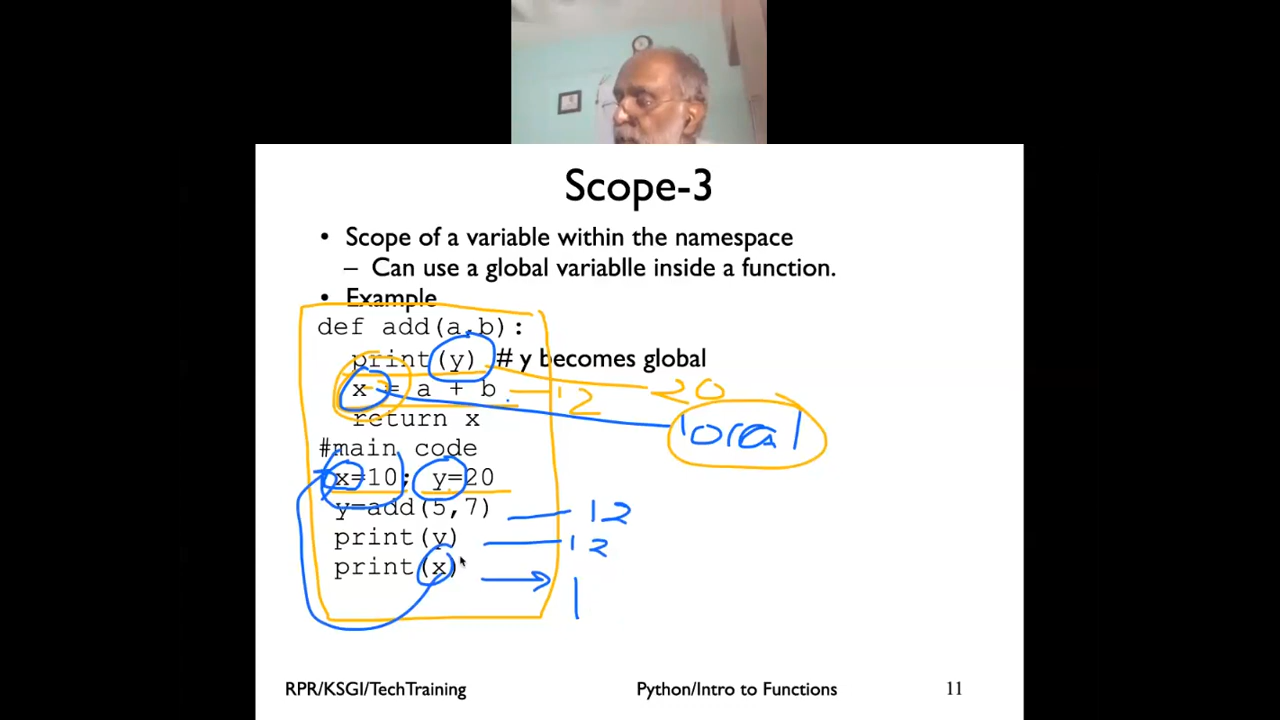 Scope-3
• Scope of a variable within the namespace
– Can use a global variablle inside a function.
• Example
def add(a,b):
print(y) # y becomes global
x = a + b 12 20
return x local
#main code
x=10; y=20
y=add(5,7) 12
print(y) 12
print(x) 1
RPR/KSGI/TechTraining Python/Intro to Functions 11